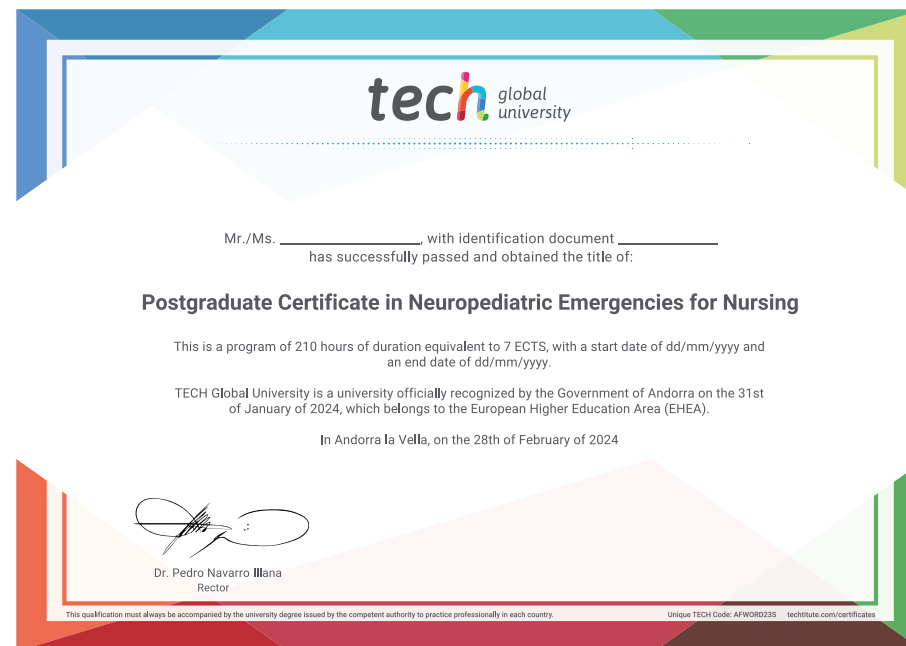 tech global
university
Mr./Ms. ____________, with identification document ____________
has successfully passed and obtained the title of:
Postgraduate Certificate in Neuropediatric Emergencies for Nursing
This is a program of 210 hours of duration equivalent to 7 ECTS, with a start date of dd/mm/yyyy and
an end date of dd/mm/yyyy.
TECH Global University is a university officially recognized by the Government of Andorra on the 31st
of January of 2024, which belongs to the European Higher Education Area (EHEA).
In Andorra la Vella, on the 28th of February of 2024
Dr. Pedro Navarro Illana
Rector
This qualification must always be accompanied by the university degree issued by the competent authority to practice professionally in each country. Unique TECH Code: AFWORD23S techtitute.com/certificates